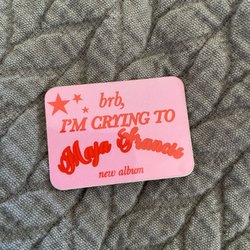 brb,
I'M CRYING TO
Maja Francis
new album